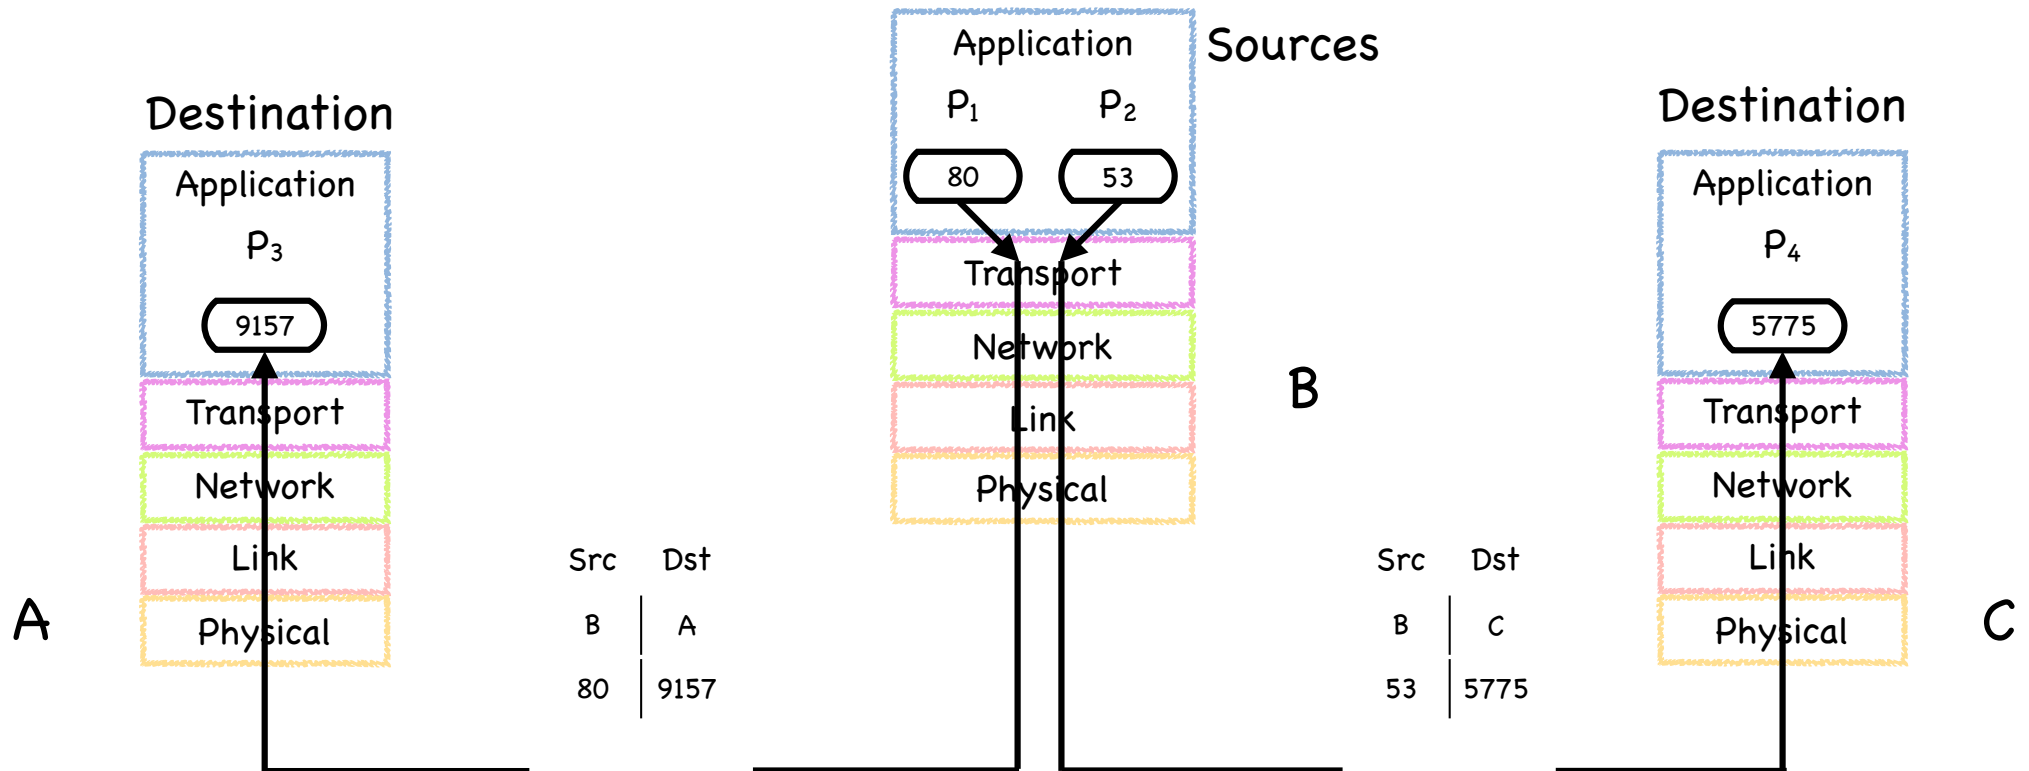 Destination
Application
P3
9157
Transport
Network
Link
Physical
A
Src Dst
B A
80 9157
Sources
Application
P1 P2
80 53
Transport
Network
Link
Physical
B
Src Dst
B C
53 5775
Destination
Application
P4
5775
Transport
Network
Link
Physical
C